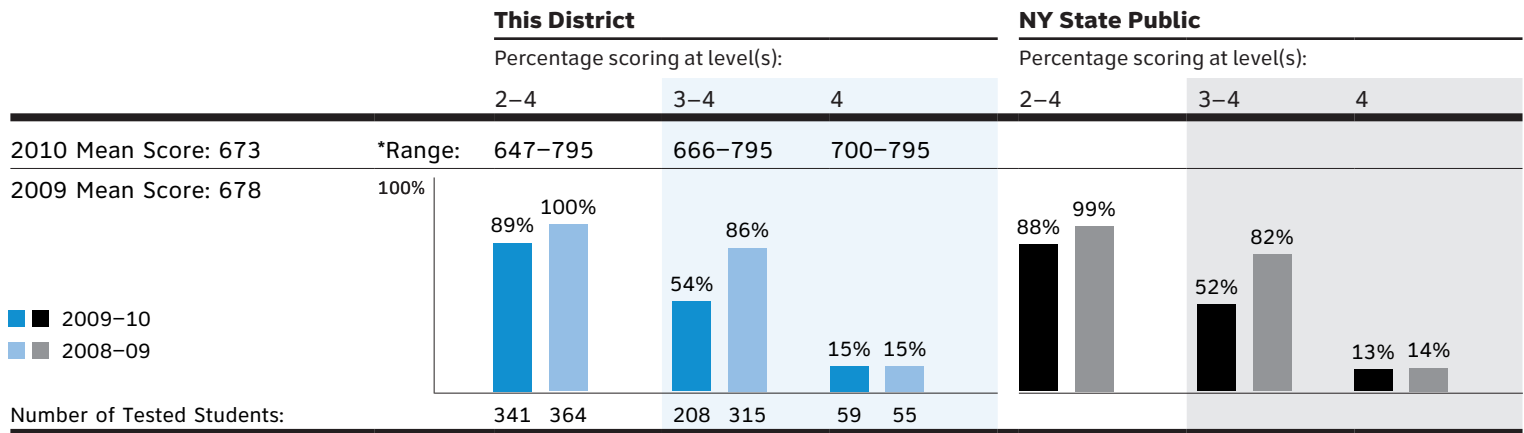 This District NY State Public
Percentage scoring at level(s): Percentage scoring at level(s):
2–4 3–4 4 2–4 3–4 4
2010 Mean Score: 673 *Range: 647–795 666–795 700–795
2009 Mean Score: 678 100%
89% 100% 86% 88% 99% 82%
54% 52%
15% 15% 13% 14%
2009–10
2008–09
Number of Tested Students: 341 364 208 315 59 55